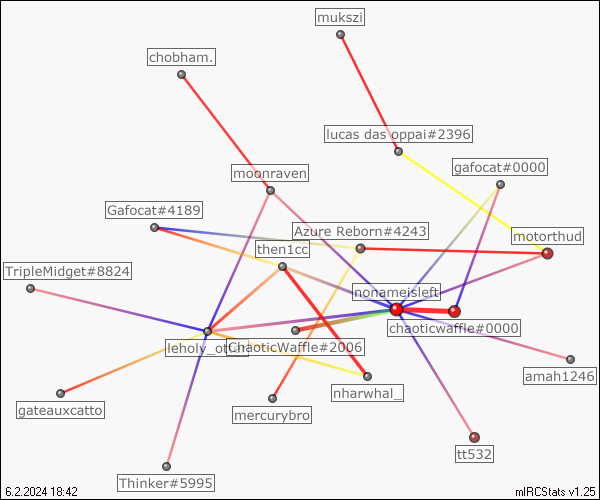 mukszi
chobham.
lucas das oppai#2396
moonraven
gafocat#0000
Gafocat#4189
Azure Reborn#4243
motorthud
then1cc
TripleMidget#8824
nonameisleft
chaoticwaffle#0000
ChaoticWaffle#2006
amah1246
nharwhal_
gateauxcatto
mercurybro
tt532
Thinker#5995
6.2.2024 18:42
mIRCStats v1.25